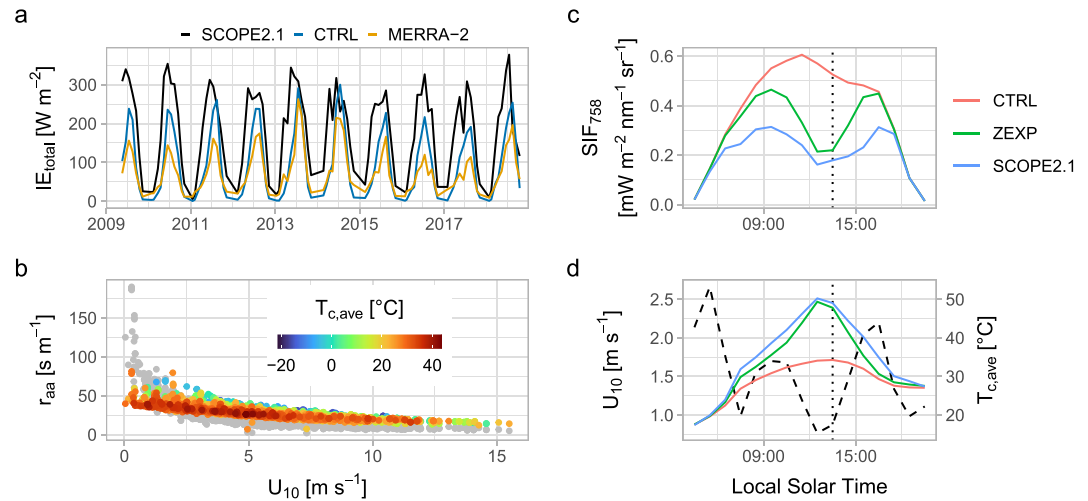 a
SCOPE2.1 CTRL MERRA−2
lE_total [W m⁻²]
300
200
100
0
2009 2011 2013 2015 2017
b
T_c,ave [°C]
−20 0 20 40
r_aa [s m⁻¹]
150
100
50
0
0 5 10 15
U₁₀ [m s⁻¹]
c
SIF₇₅₈
[mW m⁻² nm⁻¹ sr⁻¹]
0.6
0.4
0.2
0.0
09:00 15:00
CTRL
ZEXP
SCOPE2.1
d
U₁₀ [m s⁻¹]
2.5
2.0
1.5
1.0
50
40
30
20
T_c,ave [°C]
09:00 15:00
Local Solar Time